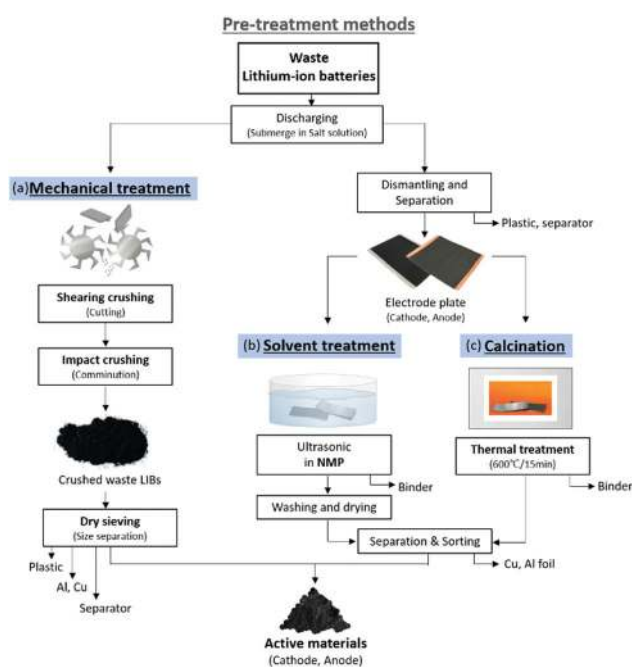 Pre-treatment methods
Waste
Lithium-ion batteries
Discharging
(Submerge in Salt solution)
(a) Mechanical treatment
Shearing crushing
(Cutting)
Impact crushing
(Comminution)
Crushed waste LIBs
Dry sieving
(Size separation)
Plastic
Al, Cu
Separator
Dismantling and
Separation
Plastic, separator
Electrode plate
(Cathode, Anode)
(b) Solvent treatment
Ultrasonic
in NMP
Binder
Washing and drying
(c) Calcination
Thermal treatment
(600℃/15min)
Binder
Separation & Sorting
Cu, Al foil
Active materials
(Cathode, Anode)